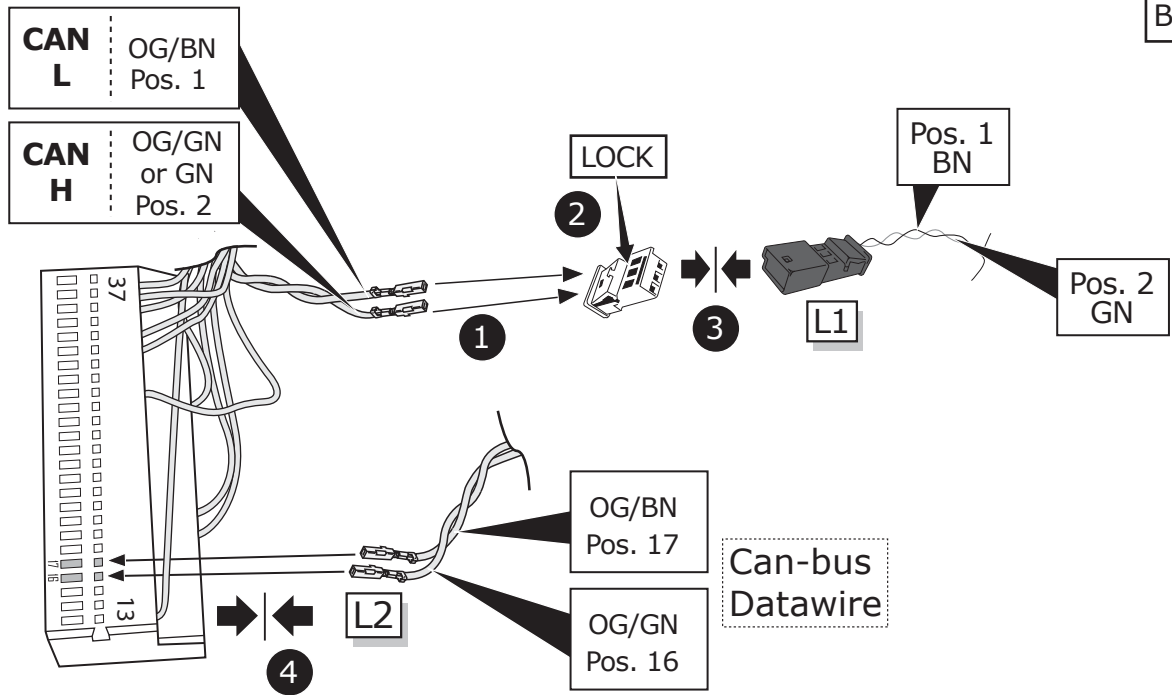 B
CAN
L
OG/BN
Pos. 1
CAN
H
OG/GN
or GN
Pos. 2
LOCK
2
Pos. 1
BN
Pos. 2
GN
1
3
L1
37
17
16
13
OG/BN
Pos. 17
OG/GN
Pos. 16
Can-bus
Datawire
L2
4